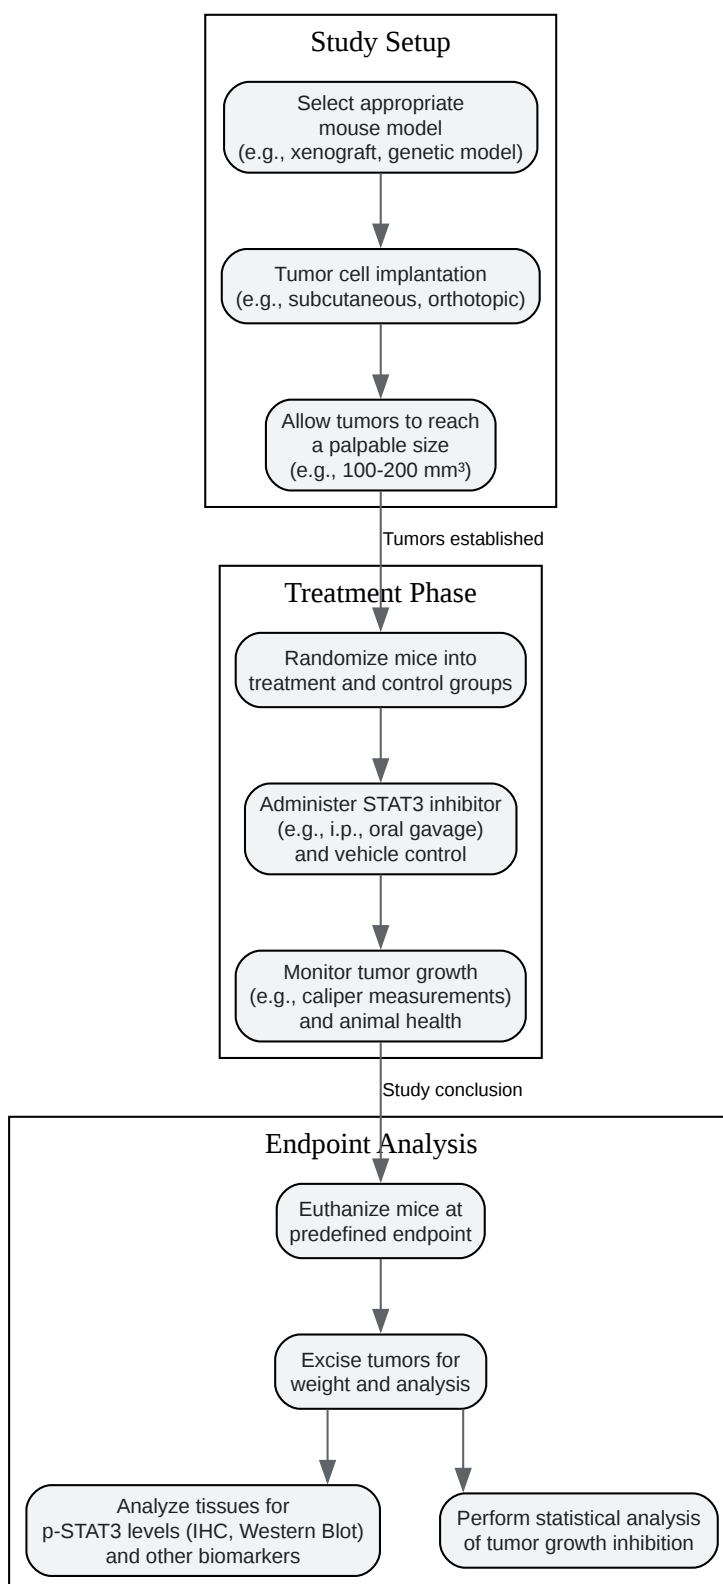 Study Setup
Select appropriate
mouse model
(e.g., xenograft, genetic model)
Tumor cell implantation
(e.g., subcutaneous, orthotopic)
Allow tumors to reach
a palpable size
(e.g., 100-200 mm³)
Tumors established
Treatment Phase
Randomize mice into
treatment and control groups
Administer STAT3 inhibitor
(e.g., i.p., oral gavage)
and vehicle control
Monitor tumor growth
(e.g., caliper measurements)
and animal health
Study conclusion
Endpoint Analysis
Euthanize mice at
predefined endpoint
Excise tumors for
weight and analysis
Analyze tissues for
p-STAT3 levels (IHC, Western Blot)
and other biomarkers
Perform statistical analysis
of tumor growth inhibition